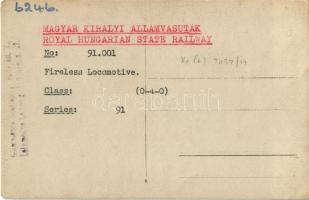 6246.
MAGYAR KIRALYI ALLAMVASUTAK
ROYAL HUNGARIAN STATE RAILWAY
No: 91.001
Fireless Locomotive.
Class: (0-4-0)
Series: 91